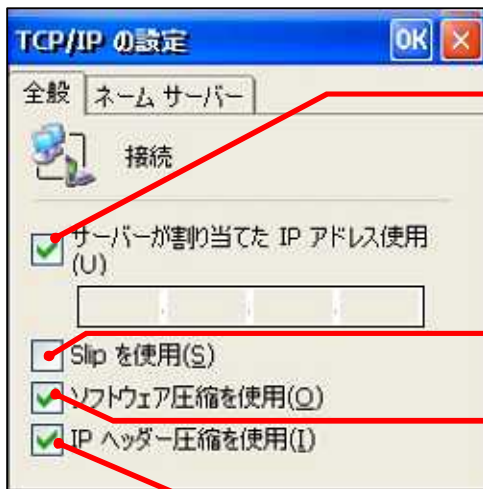 TCP/IP の設定 OK
全般 ネーム サーバー
接続
サーバーが割り当てた IP アドレス使用
(U)
Slip を使用(S)
ソフトウェア圧縮を使用(O)
IP ヘッダー圧縮を使用(I)